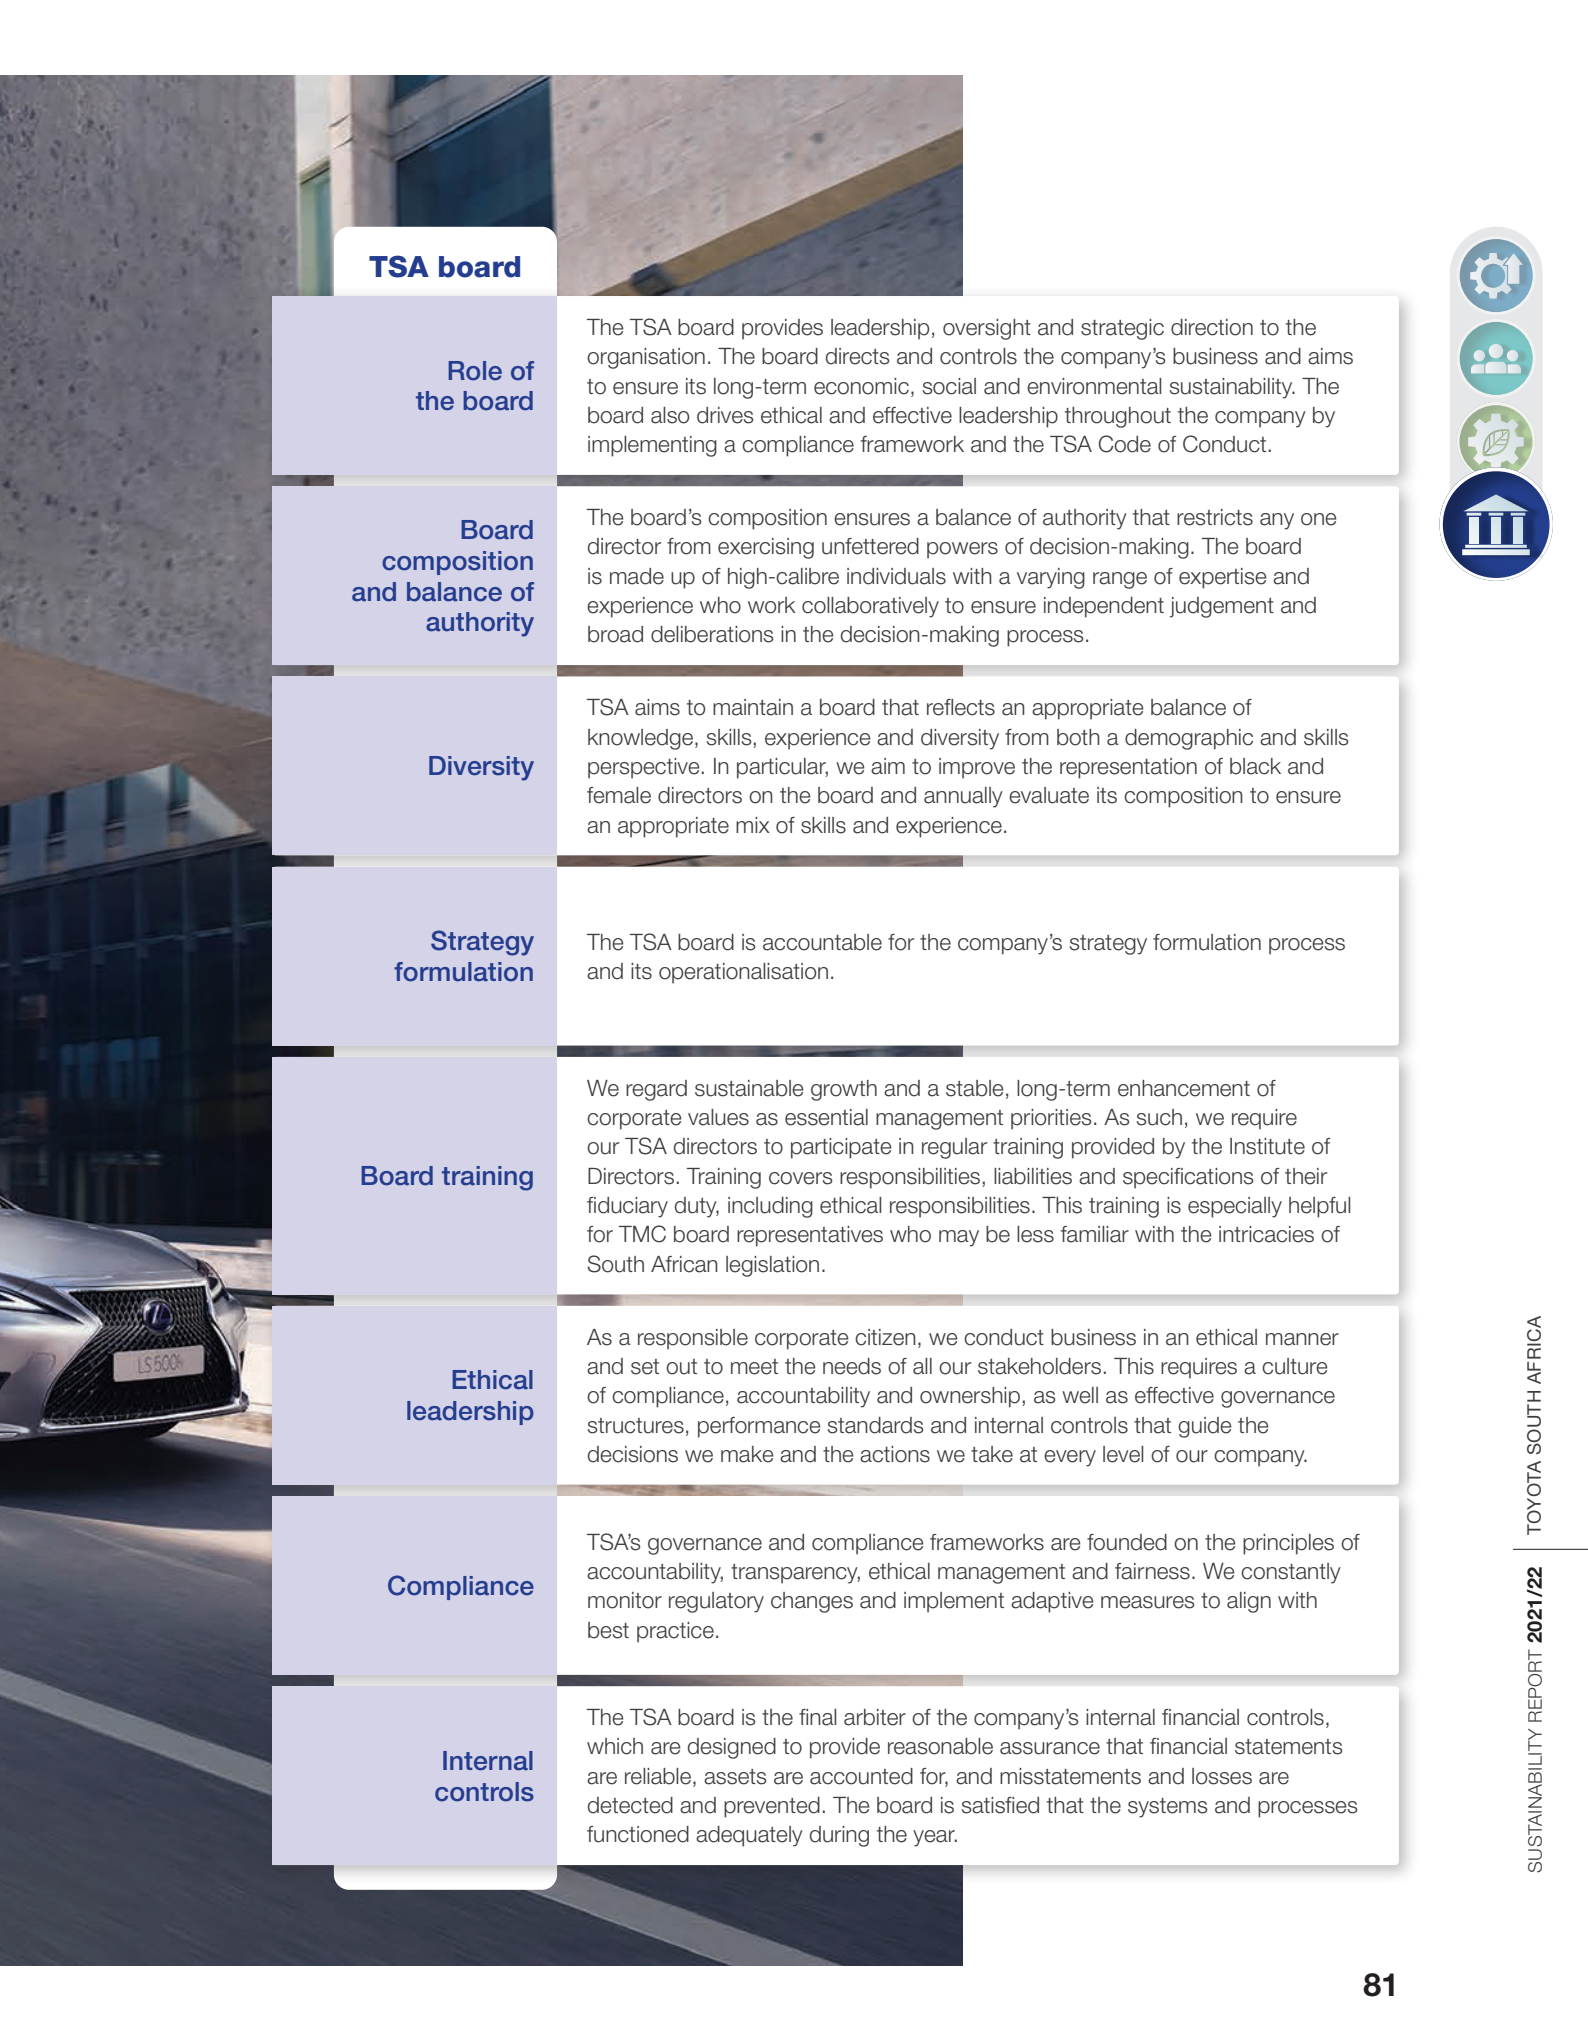 TSA board
Role of
the board
The TSA board provides leadership, oversight and strategic direction to the
organisation. The board directs and controls the company’s business and aims
to ensure its long-term economic, social and environmental sustainability. The
board also drives ethical and effective leadership throughout the company by
implementing a compliance framework and the TSA Code of Conduct.
Board
composition
and balance of
authority
The board’s composition ensures a balance of authority that restricts any one
director from exercising unfettered powers of decision-making. The board
is made up of high-calibre individuals with a varying range of expertise and
experience who work collaboratively to ensure independent judgement and
broad deliberations in the decision-making process.
Diversity
TSA aims to maintain a board that reflects an appropriate balance of
knowledge, skills, experience and diversity from both a demographic and skills
perspective. In particular, we aim to improve the representation of black and
female directors on the board and annually evaluate its composition to ensure
an appropriate mix of skills and experience.
Strategy
formulation
The TSA board is accountable for the company’s strategy formulation process
and its operationalisation.
Board training
We regard sustainable growth and a stable, long-term enhancement of
corporate values as essential management priorities. As such, we require
our TSA directors to participate in regular training provided by the Institute of
Directors. Training covers responsibilities, liabilities and specifications of their
fiduciary duty, including ethical responsibilities. This training is especially helpful
for TMC board representatives who may be less familiar with the intricacies of
South African legislation.
Ethical
leadership
As a responsible corporate citizen, we conduct business in an ethical manner
and set out to meet the needs of all our stakeholders. This requires a culture
of compliance, accountability and ownership, as well as effective governance
structures, performance standards and internal controls that guide the
decisions we make and the actions we take at every level of our company.
Compliance
TSA’s governance and compliance frameworks are founded on the principles of
accountability, transparency, ethical management and fairness. We constantly
monitor regulatory changes and implement adaptive measures to align with
best practice.
Internal
controls
The TSA board is the final arbiter of the company’s internal financial controls,
which are designed to provide reasonable assurance that financial statements
are reliable, assets are accounted for, and misstatements and losses are
detected and prevented. The board is satisfied that the systems and processes
functioned adequately during the year.
LS 500h
SUSTAINABILITY REPORT 2021/22
TOYOTA SOUTH AFRICA
81